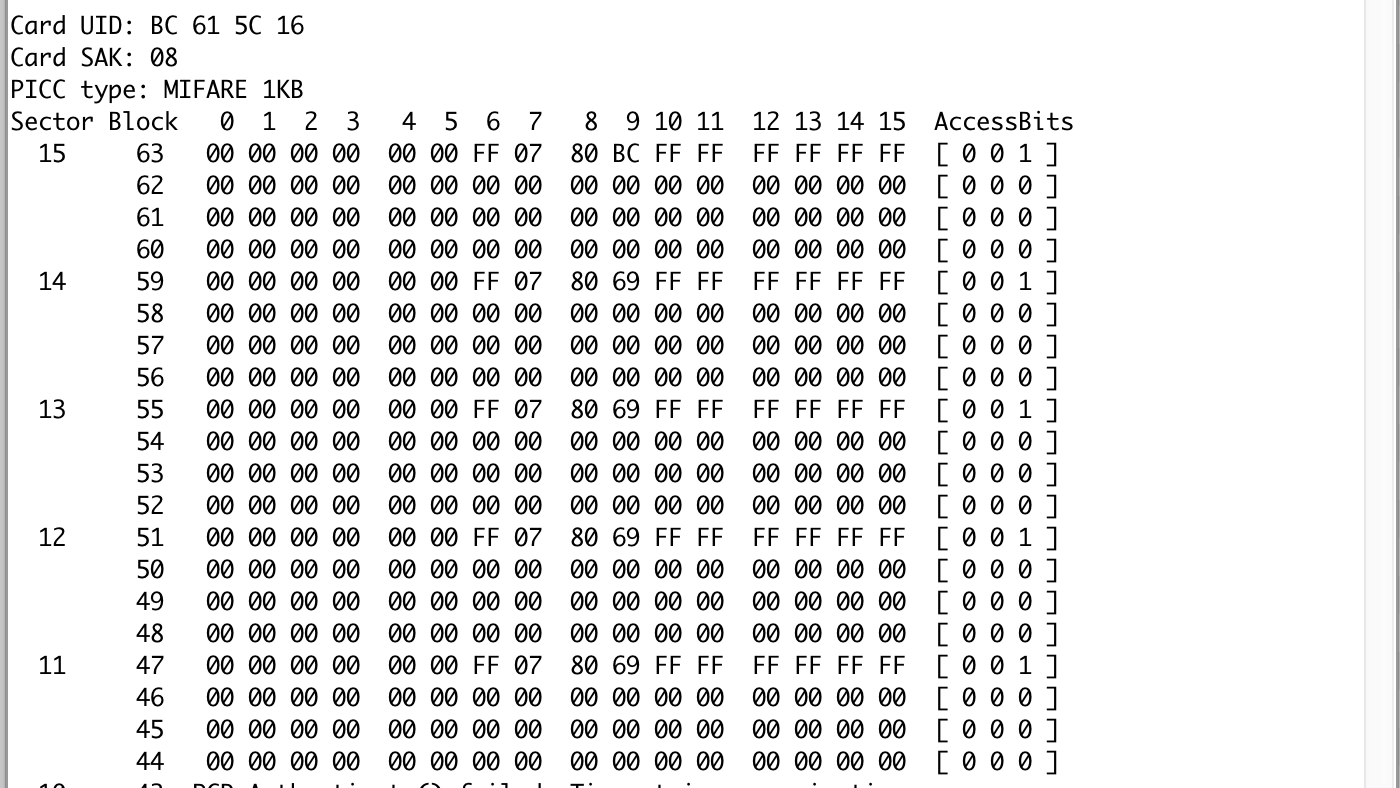 Card UID: BC 61 5C 16
Card SAK: 08
PICC type: MIFARE 1KB
Sector Block   0  1  2  3   4  5  6  7   8  9 10 11  12 13 14 15  AccessBits
  15     63   00 00 00 00  00 00 FF 07  80 BC FF FF  FF FF FF FF  [ 0 0 1 ]
         62   00 00 00 00  00 00 00 00  00 00 00 00  00 00 00 00  [ 0 0 0 ]
         61   00 00 00 00  00 00 00 00  00 00 00 00  00 00 00 00  [ 0 0 0 ]
         60   00 00 00 00  00 00 00 00  00 00 00 00  00 00 00 00  [ 0 0 0 ]
  14     59   00 00 00 00  00 00 FF 07  80 69 FF FF  FF FF FF FF  [ 0 0 1 ]
         58   00 00 00 00  00 00 00 00  00 00 00 00  00 00 00 00  [ 0 0 0 ]
         57   00 00 00 00  00 00 00 00  00 00 00 00  00 00 00 00  [ 0 0 0 ]
         56   00 00 00 00  00 00 00 00  00 00 00 00  00 00 00 00  [ 0 0 0 ]
  13     55   00 00 00 00  00 00 FF 07  80 69 FF FF  FF FF FF FF  [ 0 0 1 ]
         54   00 00 00 00  00 00 00 00  00 00 00 00  00 00 00 00  [ 0 0 0 ]
         53   00 00 00 00  00 00 00 00  00 00 00 00  00 00 00 00  [ 0 0 0 ]
         52   00 00 00 00  00 00 00 00  00 00 00 00  00 00 00 00  [ 0 0 0 ]
  12     51   00 00 00 00  00 00 FF 07  80 69 FF FF  FF FF FF FF  [ 0 0 1 ]
         50   00 00 00 00  00 00 00 00  00 00 00 00  00 00 00 00  [ 0 0 0 ]
         49   00 00 00 00  00 00 00 00  00 00 00 00  00 00 00 00  [ 0 0 0 ]
         48   00 00 00 00  00 00 00 00  00 00 00 00  00 00 00 00  [ 0 0 0 ]
  11     47   00 00 00 00  00 00 FF 07  80 69 FF FF  FF FF FF FF  [ 0 0 1 ]
         46   00 00 00 00  00 00 00 00  00 00 00 00  00 00 00 00  [ 0 0 0 ]
         45   00 00 00 00  00 00 00 00  00 00 00 00  00 00 00 00  [ 0 0 0 ]
         44   00 00 00 00  00 00 00 00  00 00 00 00  00 00 00 00  [ 0 0 0 ]